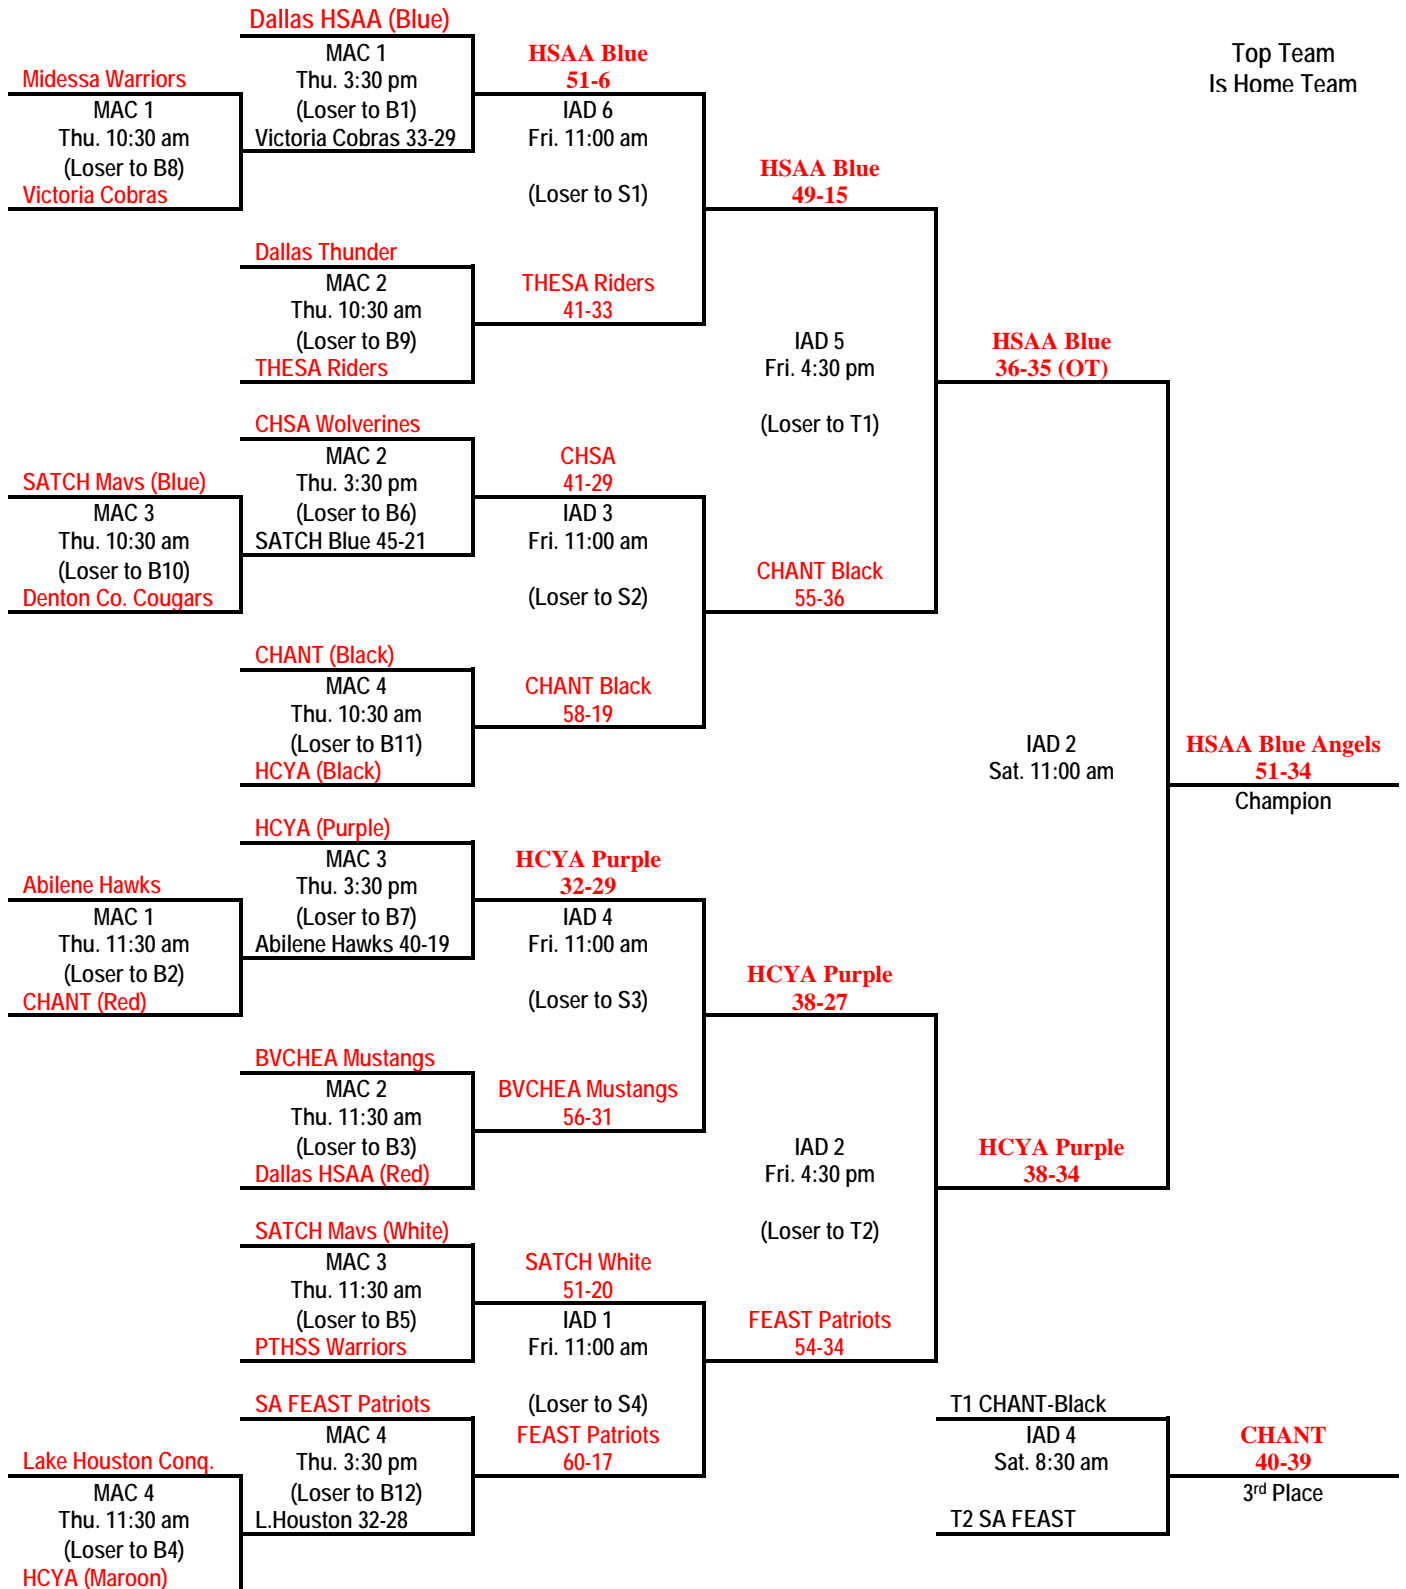 Dallas HSAA (Blue)
MAC 1
Thu. 3:30 pm
(Loser to B1)
Victoria Cobras 33-29
Midessa Warriors
MAC 1
Thu. 10:30 am
(Loser to B8)
Victoria Cobras
HSAA Blue
51-6
IAD 6
Fri. 11:00 am
(Loser to S1)
Top Team
Is Home Team
HSAA Blue
49-15
Dallas Thunder
MAC 2
Thu. 10:30 am
(Loser to B9)
THESA Riders
THESA Riders
41-33
IAD 5
Fri. 4:30 pm
(Loser to T1)
HSAA Blue
36-35 (OT)
CHSA Wolverines
MAC 2
Thu. 3:30 pm
(Loser to B6)
SATCH Blue 45-21
SATCH Mavs (Blue)
MAC 3
Thu. 10:30 am
(Loser to B10)
Denton Co. Cougars
CHSA
41-29
IAD 3
Fri. 11:00 am
(Loser to S2)
CHANT Black
55-36
CHANT (Black)
MAC 4
Thu. 10:30 am
(Loser to B11)
HCYA (Black)
CHANT Black
58-19
IAD 2
Sat. 11:00 am
HSAA Blue Angels
51-34
Champion
HCYA (Purple)
MAC 3
Thu. 3:30 pm
(Loser to B7)
Abilene Hawks 40-19
Abilene Hawks
MAC 1
Thu. 11:30 am
(Loser to B2)
CHANT (Red)
HCYA Purple
32-29
IAD 4
Fri. 11:00 am
(Loser to S3)
HCYA Purple
38-27
BVCHEA Mustangs
MAC 2
Thu. 11:30 am
(Loser to B3)
Dallas HSAA (Red)
BVCHEA Mustangs
56-31
IAD 2
Fri. 4:30 pm
(Loser to T2)
HCYA Purple
38-34
SATCH Mavs (White)
MAC 3
Thu. 11:30 am
(Loser to B5)
PTHSS Warriors
SATCH White
51-20
IAD 1
Fri. 11:00 am
(Loser to S4)
FEAST Patriots
54-34
SA FEAST Patriots
MAC 4
Thu. 3:30 pm
(Loser to B12)
L.Houston 32-28
FEAST Patriots
60-17
Lake Houston Conq.
MAC 4
Thu. 11:30 am
(Loser to B4)
HCYA (Maroon)
T1 CHANT-Black
IAD 4
Sat. 8:30 am
T2 SA FEAST
CHANT
40-39
3rd Place